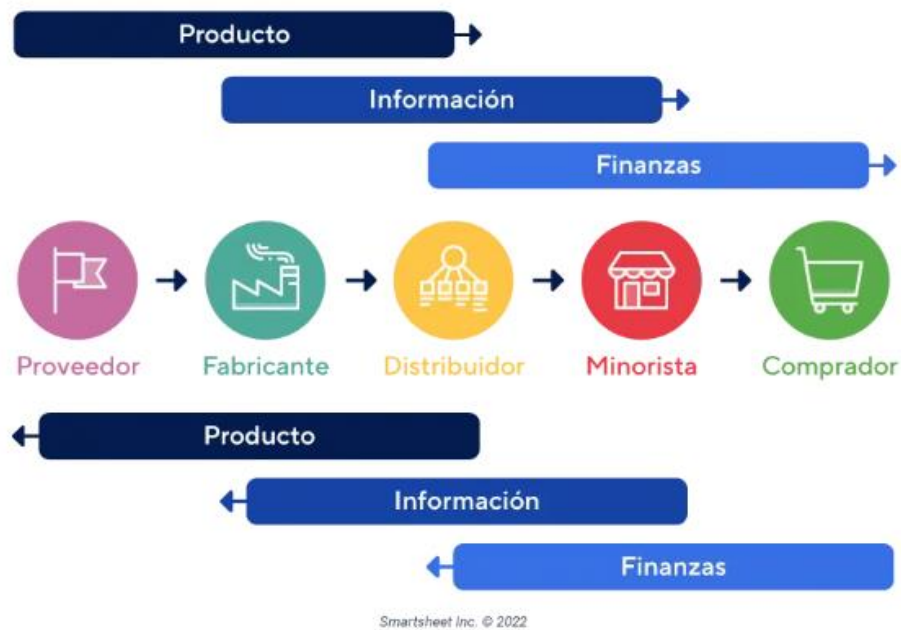 Producto
Información
Finanzas
Proveedor
Fabricante
Distribuidor
Minorista
Comprador
Producto
Información
Finanzas
Smartsheet Inc. © 2022